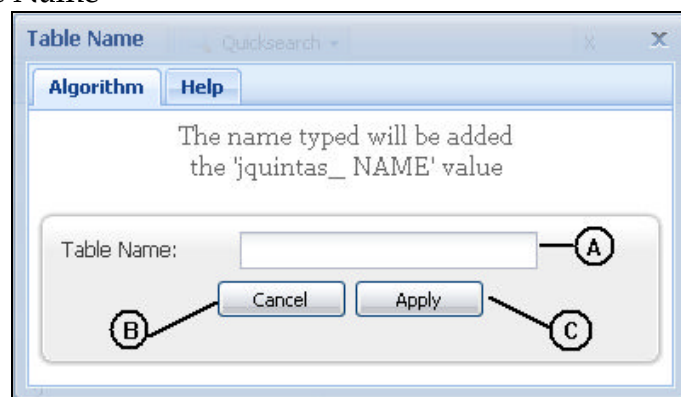 Name
Table Name Quicksearch x x
Algorithm Help
The name typed will be added
the 'jquintas_ NAME' value
Table Name: A
Cancel Apply
B C